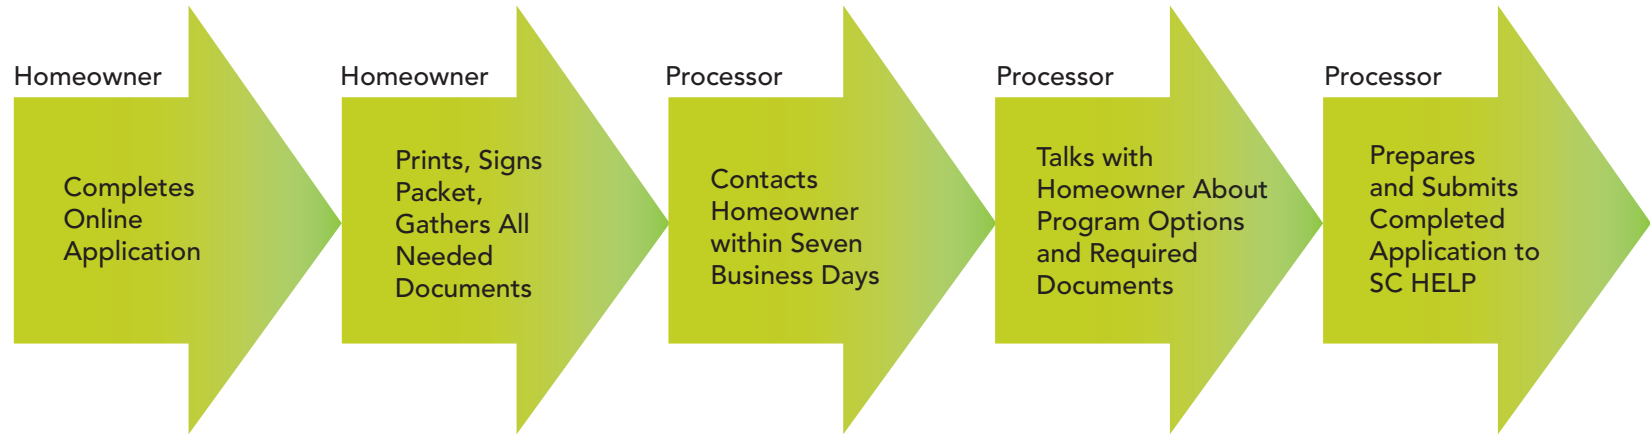 Homeowner
Completes
Online
Application
Homeowner
Prints, Signs
Packet,
Gathers All
Needed
Documents
Processor
Contacts
Homeowner
within Seven
Business Days
Processor
Talks with
Homeowner About
Program Options
and Required
Documents
Processor
Prepares
and Submits
Completed
Application to
SC HELP